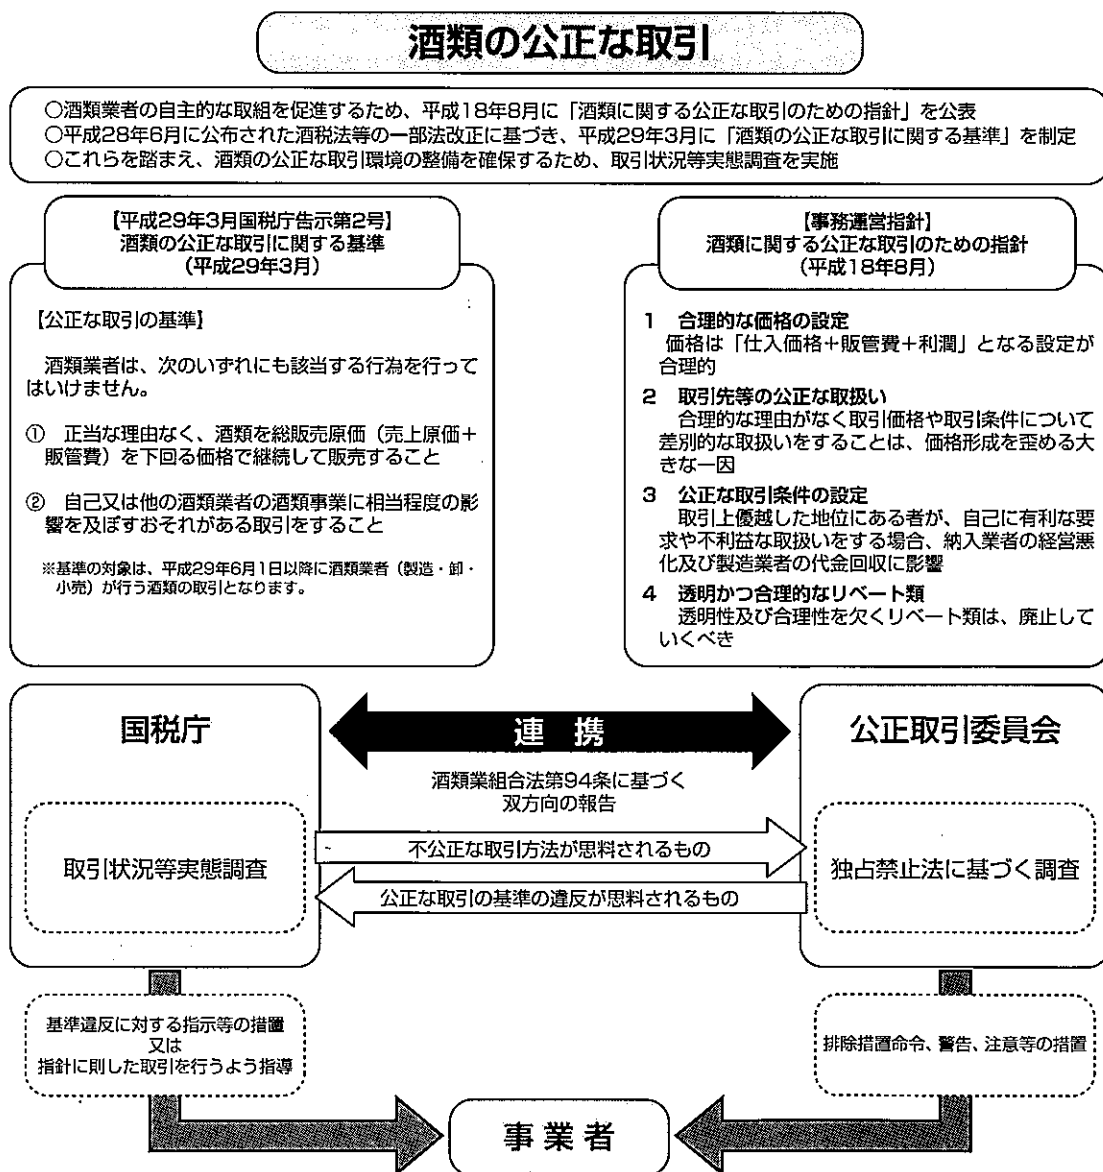 酒類の公正な取引
○酒類業者の自主的な取組を促進するため、平成18年8月に「酒類に関する公正な取引のための指針」を公表
○平成28年6月に公布された酒税法等の一部法改正に基づき、平成29年3月に「酒類の公正な取引に関する基準」を制定
○これらを踏まえ、酒類の公正な取引環境の整備を確保するため、取引状況等実態調査を実施
【平成29年3月国税庁告示第2号】
酒類の公正な取引に関する基準
（平成29年3月）
【公正な取引の基準】
酒類業者は、次のいずれにも該当する行為を行って
はいけません。
① 正当な理由なく、酒類を総販売原価（売上原価＋
販管費）を下回る価格で継続して販売すること
② 自己又は他の酒類業者の酒類事業に相当程度の影
響を及ぼすおそれがある取引をすること
※基準の対象は、平成29年6月1日以降に酒類業者（製造・卸・
小売）が行う酒類の取引となります。
【事務運営指針】
酒類に関する公正な取引のための指針
（平成18年8月）
1 合理的な価格の設定
価格は「仕入価格＋販管費＋利潤」となる設定が
合理的
2 取引先等の公正な取扱い
合理的な理由がなく取引価格や取引条件について
差別的な取扱いをすることは、価格形成を歪める大
きな一因
3 公正な取引条件の設定
取引上優越した地位にある者が、自己に有利な要
求や不利益な取扱いをする場合、納入業者の経営悪
化及び製造業者の代金回収に影響
4 透明かつ合理的なリベート類
透明性及び合理性を欠くリベート類は、廃止して
いくべき
国税庁
連携
公正取引委員会
酒類業組合法第94条に基づく
双方向の報告
取引状況等実態調査
不公正な取引方法が思料されるもの
公正な取引の基準の違反が思料されるもの
独占禁止法に基づく調査
基準違反に対する指示等の措置
又は
指針に則した取引を行うよう指導
排除措置命令、警告、注意等の措置
事業者